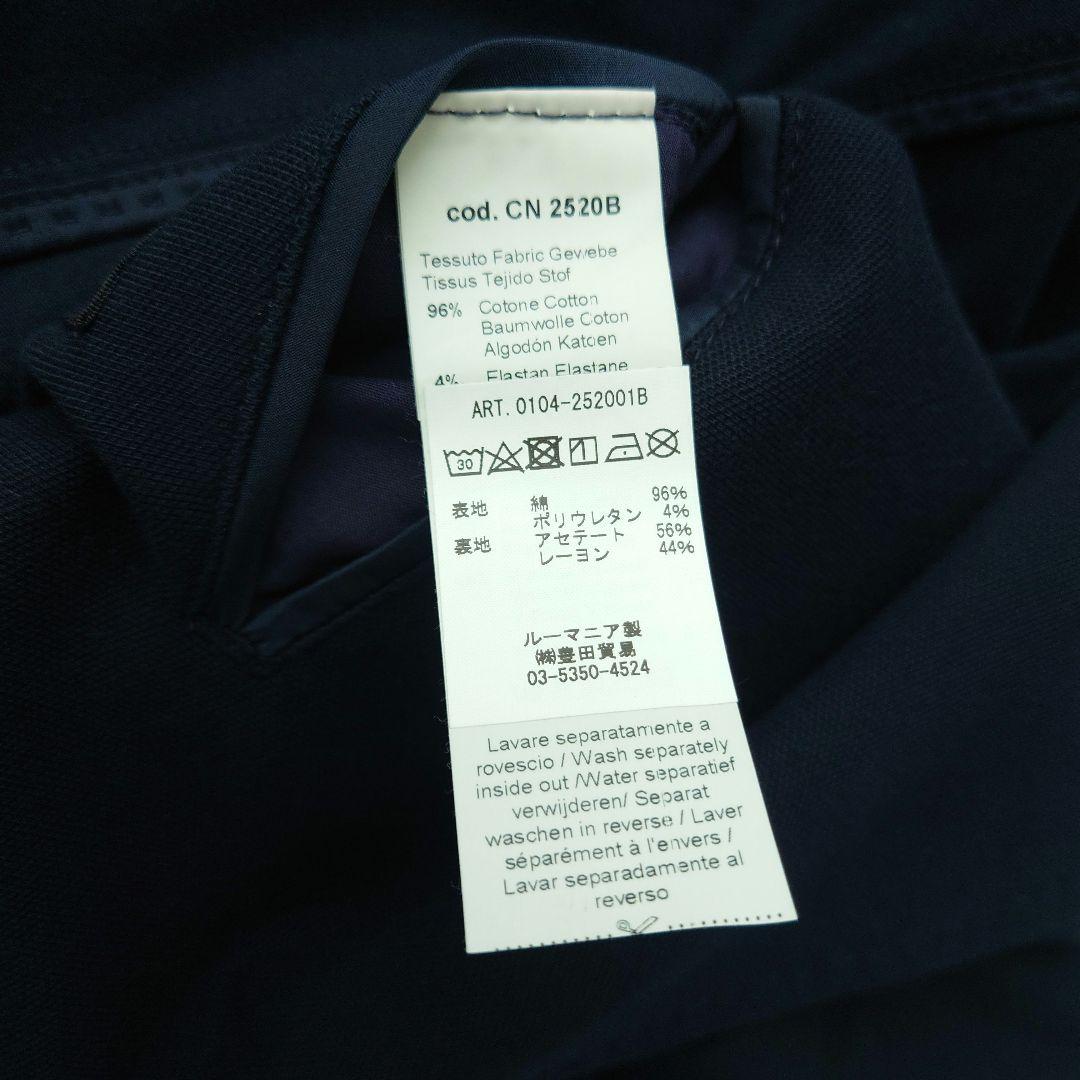 cod. CN 2520B
Tessuto Fabric Gewebe
Tissus Tejido Stof
96% Cotone Cotton
Baumwolle Coton
Algodón Katoen
4% Elastan Elastane
ART. 0104-252001B
30
表地 綿 96%
ポリウレタン 4%
裏地 アセテート 56%
レーヨン 44%
ルーマニア製
㈱豊田貿易
03-5350-4524
Lavare separatamente a
rovescio / Wash separately
inside out /Water separatief
verwijderen/ Separat
waschen in reverse / Laver
séparément à l'envers /
Lavar separadamente al
reverso